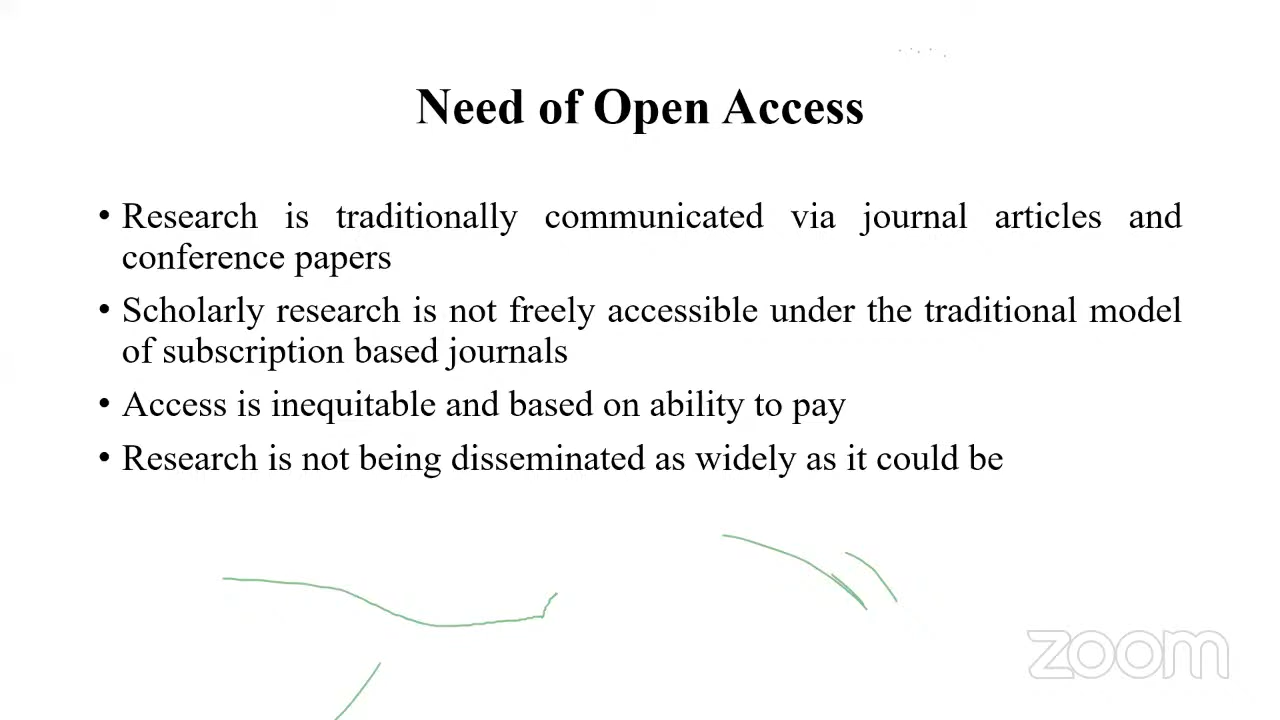 Need of Open Access
• Research is traditionally communicated via journal articles and
conference papers
• Scholarly research is not freely accessible under the traditional model
of subscription based journals
• Access is inequitable and based on ability to pay
• Research is not being disseminated as widely as it could be
zoom